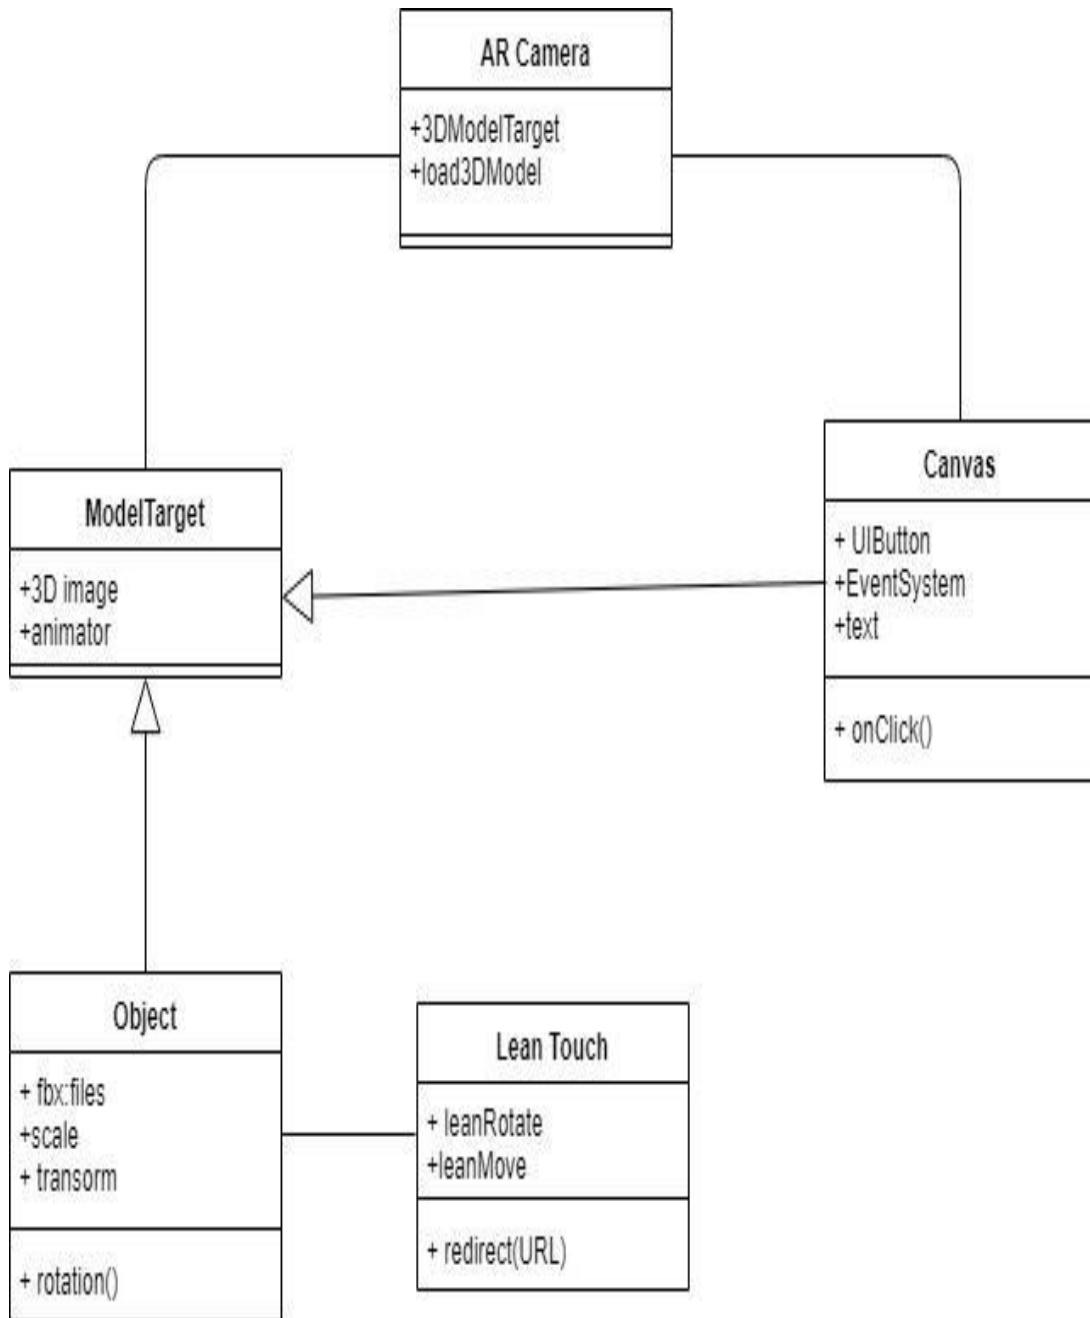 AR Camera
+3DModelTarget
+load3DModel
ModelTarget
+3D image
+animator
Canvas
+ UIButton
+EventSystem
+text
+ onClick()
Object
+ fbx:files
+scale
+ transorm
+ rotation()
Lean Touch
+ leanRotate
+leanMove
+ redirect(URL)